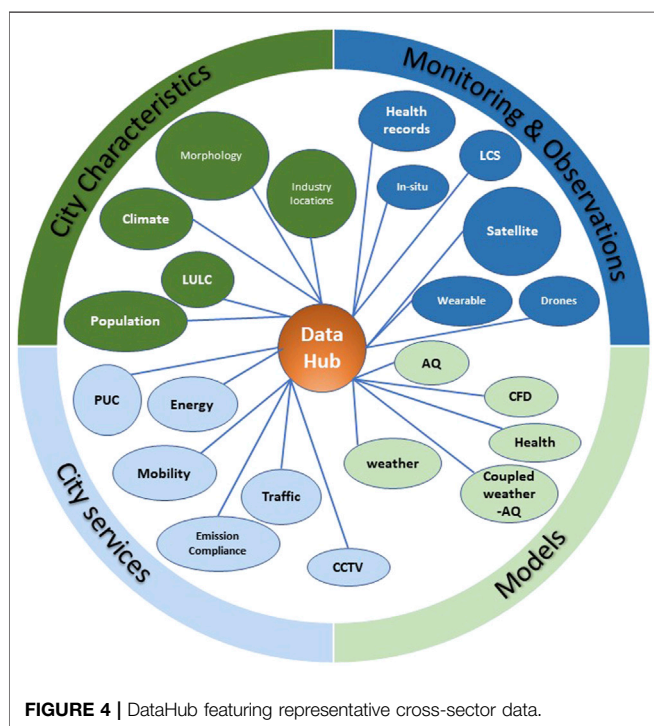 City Characteristics
Monitoring & Observations
Morphology
Industry
locations
Climate
LULC
Population
Health
records
LCS
In-situ
Satellite
Wearable
Drones
Data
Hub
PUC
Energy
Mobility
Traffic
Emission
Compliance
CCTV
AQ
CFD
Health
weather
Coupled
weather
-AQ
City services
Models
FIGURE 4 | DataHub featuring representative cross-sector data.